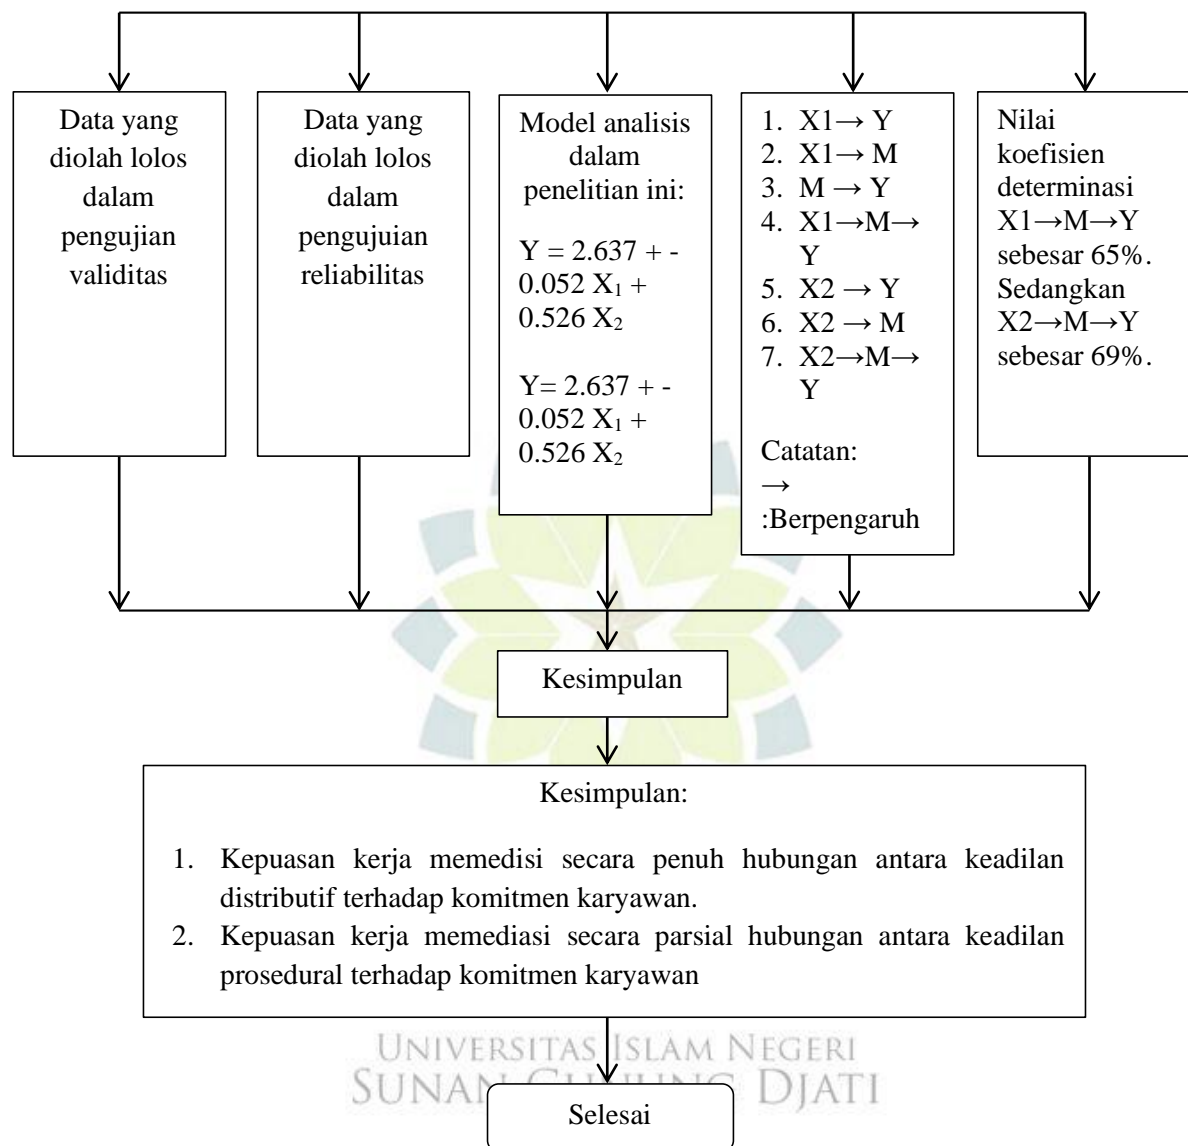 Data yang
diolah lolos
dalam
pengujian
validitas
Data yang
diolah lolos
dalam
pengujuian
reliabilitas
Model analisis
dalam
penelitian ini:
Y = 2.637 + -
0.052 X₁ +
0.526 X₂
Y= 2.637 + -
0.052 X₁ +
0.526 X₂
1. X1→ Y
2. X1→ M
3. M → Y
4. X1→M→
Y
5. X2 → Y
6. X2 → M
7. X2→M→
Y
Catatan:
→
:Berpengaruh
Nilai
koefisien
determinasi
X1→M→Y
sebesar 65%.
Sedangkan
X2→M→Y
sebesar 69%.
Kesimpulan
Kesimpulan:
1. Kepuasan kerja memedisi secara penuh hubungan antara keadilan
distributif terhadap komitmen karyawan.
2. Kepuasan kerja memediasi secara parsial hubungan antara keadilan
prosedural terhadap komitmen karyawan
UNIVERSITAS ISLAM NEGERI
SUNAN GUNUNG DJATI
Selesai